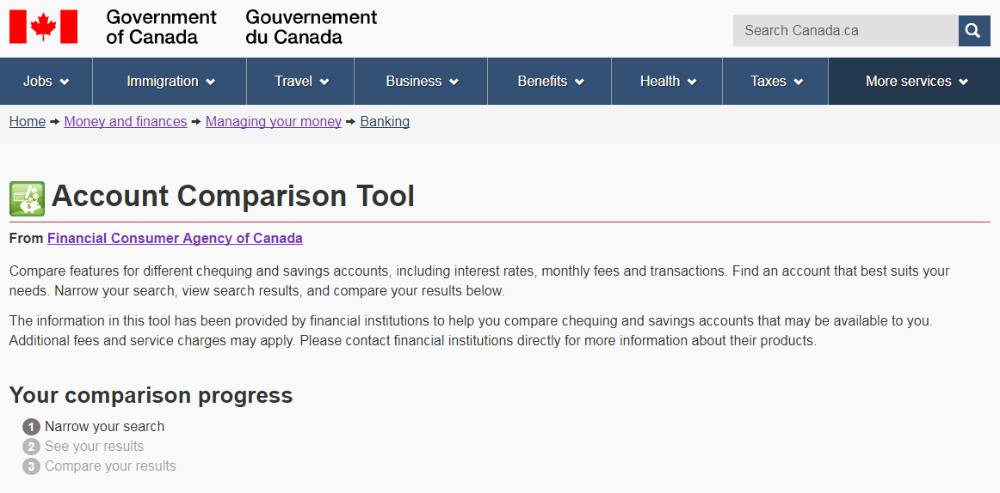 Government of Canada
Gouvernement du Canada
Search Canada.ca
Jobs Immigration Travel Business Benefits Health Taxes More services
Home Money and finances Managing your money Banking
Account Comparison Tool
From Financial Consumer Agency of Canada
Compare features for different chequing and savings accounts, including interest rates, monthly fees and transactions. Find an account that best suits your
needs. Narrow your search, view search results, and compare your results below.
The information in this tool has been provided by financial institutions to help you compare chequing and savings accounts that may be available to you.
Additional fees and service charges may apply. Please contact financial institutions directly for more information about their products.
Your comparison progress
1 Narrow your search
2 See your results
3 Compare your results